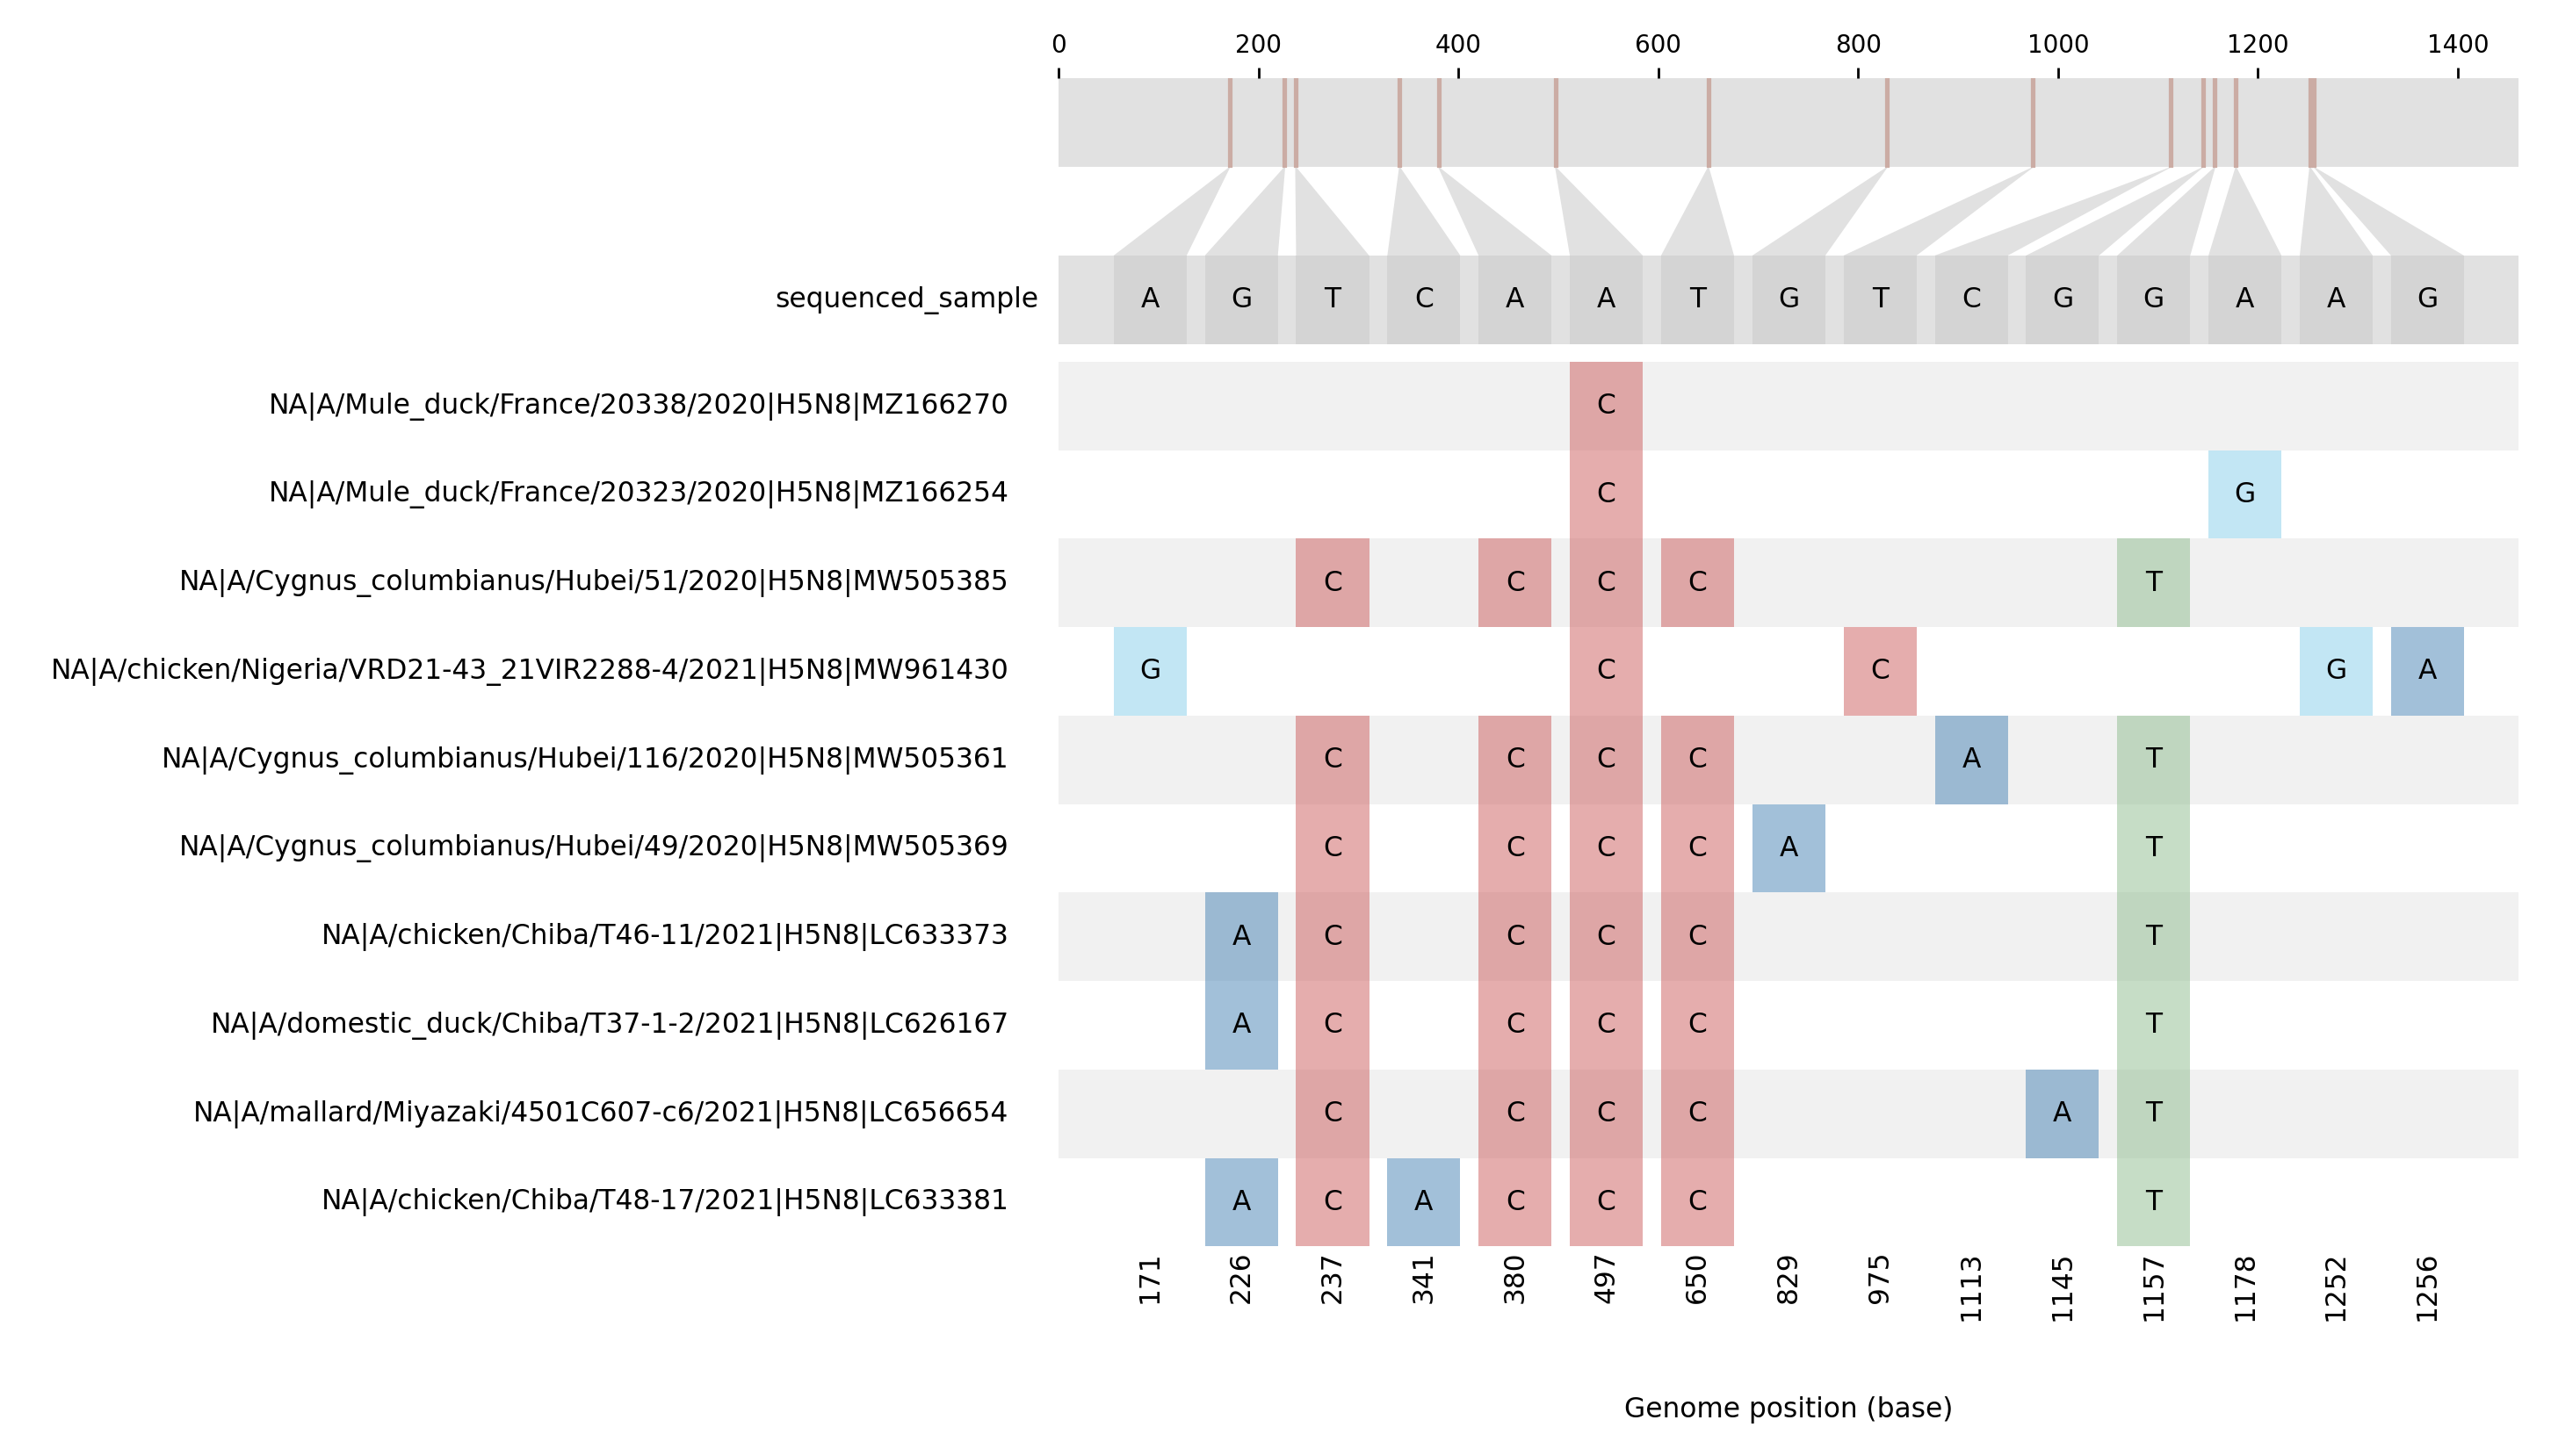 0 200 400 600 800 1000 1200 1400
sequenced_sample A G T C A A T G T C G G A A G
NA|A/Mule_duck/France/20338/2020|H5N8|MZ166270 C
NA|A/Mule_duck/France/20323/2020|H5N8|MZ166254 C G
NA|A/Cygnus_columbianus/Hubei/51/2020|H5N8|MW505385 C C C C T
NA|A/chicken/Nigeria/VRD21-43_21VIR2288-4/2021|H5N8|MW961430 G C C G A
NA|A/Cygnus_columbianus/Hubei/116/2020|H5N8|MW505361 C C C C A T
NA|A/Cygnus_columbianus/Hubei/49/2020|H5N8|MW505369 C C C C A T
NA|A/chicken/Chiba/T46-11/2021|H5N8|LC633373 A C C C C T
NA|A/domestic_duck/Chiba/T37-1-2/2021|H5N8|LC626167 A C C C C T
NA|A/mallard/Miyazaki/4501C607-c6/2021|H5N8|LC656654 C C C C A T
NA|A/chicken/Chiba/T48-17/2021|H5N8|LC633381 A C A C C C T
171 226 237 341 380 497 650 829 975 1113 1145 1157 1178 1252 1256
Genome position (base)